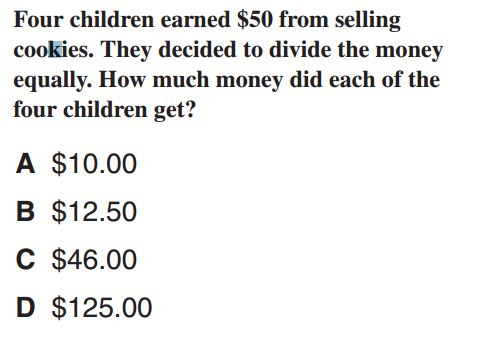 Four children earned $50 from selling
cookies. They decided to divide the money
equally. How much money did each of the
four children get?
A $10.00
B $12.50
C $46.00
D $125.00